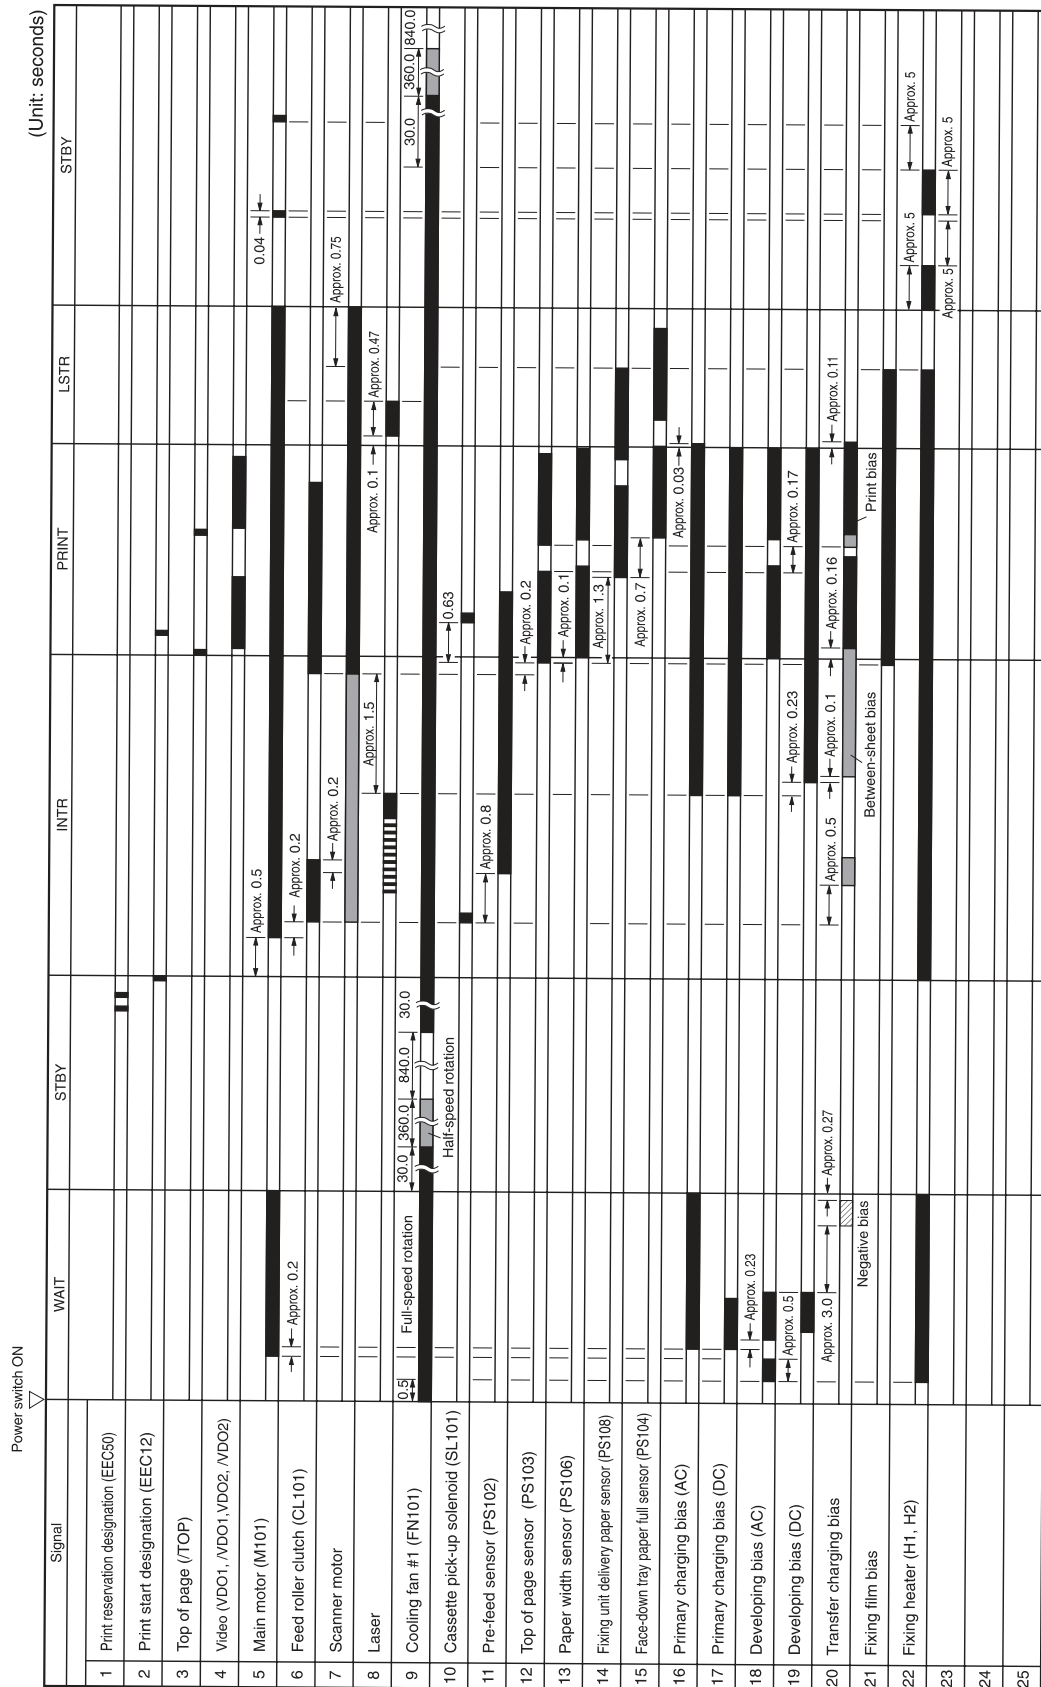 (Unit: seconds)
Power switch ON
Signal WAIT STBY INTR PRINT LSTR STBY
1 Print reservation designation (EEC50)
2 Print start designation (EEC12)
3 Top of page (/TOP)
4 Video (VDO1, /VDO1,VDO2, /VDO2)
5 Main motor (M101) Approx. 0.5 0.04
6 Feed roller clutch (CL101) Approx. 0.2 Approx. 0.2
7 Scanner motor Approx. 0.2 Approx. 0.75
8 Laser Approx. 1.5 Approx. 0.1 Approx. 0.47
9 Cooling fan #1 (FN101) 0.5 Full-speed rotation 30.0 360.0 840.0 30.0 30.0 360.0 840.0
10 Cassette pick-up solenoid (SL101) Half-speed rotation 0.63
11 Pre-feed sensor (PS102) Approx. 0.8
12 Top of page sensor (PS103) Approx. 0.2
13 Paper width sensor (PS106) Approx. 0.1
14 Fixing unit delivery paper sensor (PS108) Approx. 1.3
15 Face-down tray paper full sensor (PS104) Approx. 0.7
16 Primary charging bias (AC) Approx. 0.03
17 Primary charging bias (DC)
18 Developing bias (AC) Approx. 0.23
19 Developing bias (DC) Approx. 0.5 Approx. 0.23 Approx. 0.17
20 Transfer charging bias Approx. 3.0 Approx. 0.27 Approx. 0.5 Approx. 0.1 Approx. 0.16 Approx. 0.11
21 Fixing film bias Negative bias Between-sheet bias Print bias
22 Fixing heater (H1, H2) Approx. 5 Approx. 5
23 Approx. 5 Approx. 5
24
25